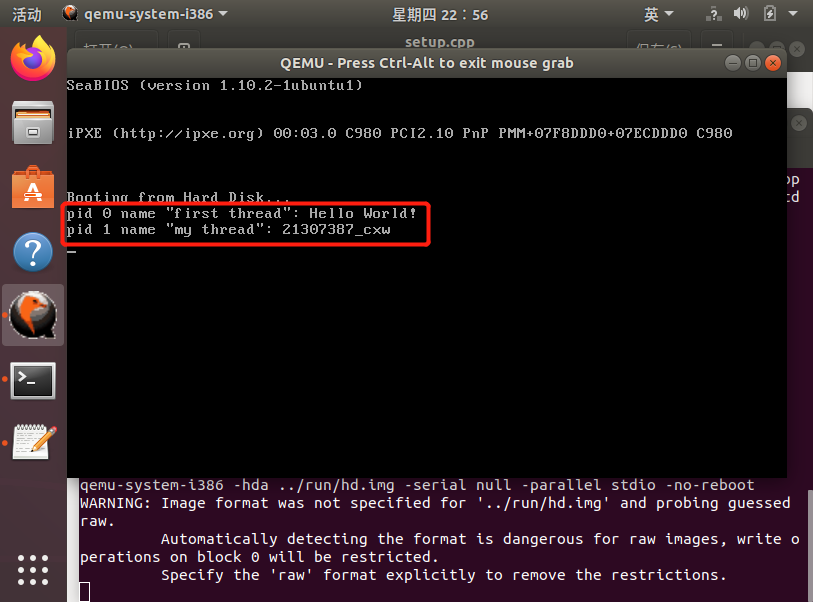 活动 qemu-system-i386 星期四 22：56 英
setup.cpp
QEMU - Press Ctrl-Alt to exit mouse grab
SeaBIOS (version 1.10.2-1ubuntu1)
iPXE (http://ipxe.org) 00:03.0 C980 PCI2.10 PnP PMM+07F8DDD0+07ECDDD0 C980
Booting from Hard Disk...
pid 0 name "first thread": Hello World!
pid 1 name "my thread": 21307387_cxw
qemu-system-i386 -hda ../run/hd.img -serial null -parallel stdio -no-reboot
WARNING: Image format was not specified for '../run/hd.img' and probing guessed
raw.
Automatically detecting the format is dangerous for raw images, write o
perations on block 0 will be restricted.
Specify the 'raw' format explicitly to remove the restrictions.